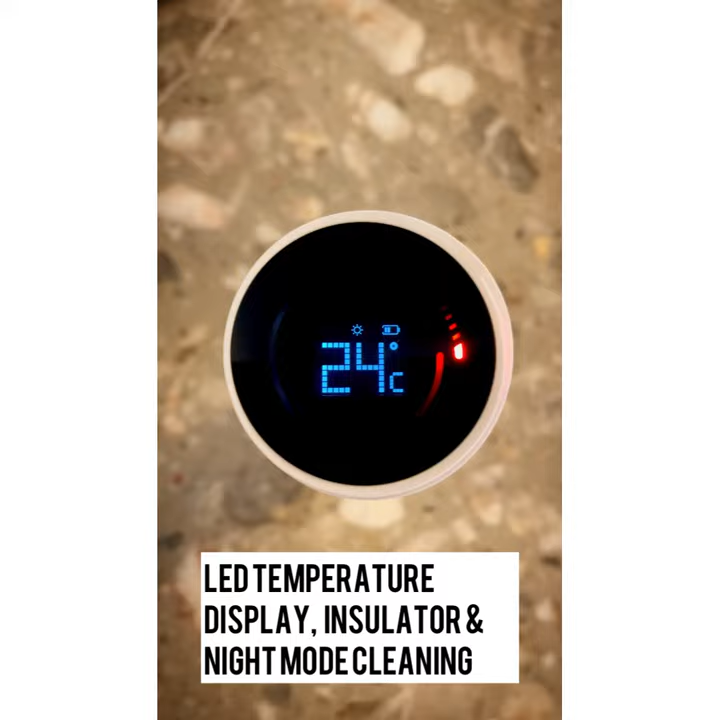 24°C
LED TEMPERATURE
DISPLAY, INSULATOR &
NIGHT MODE CLEANING